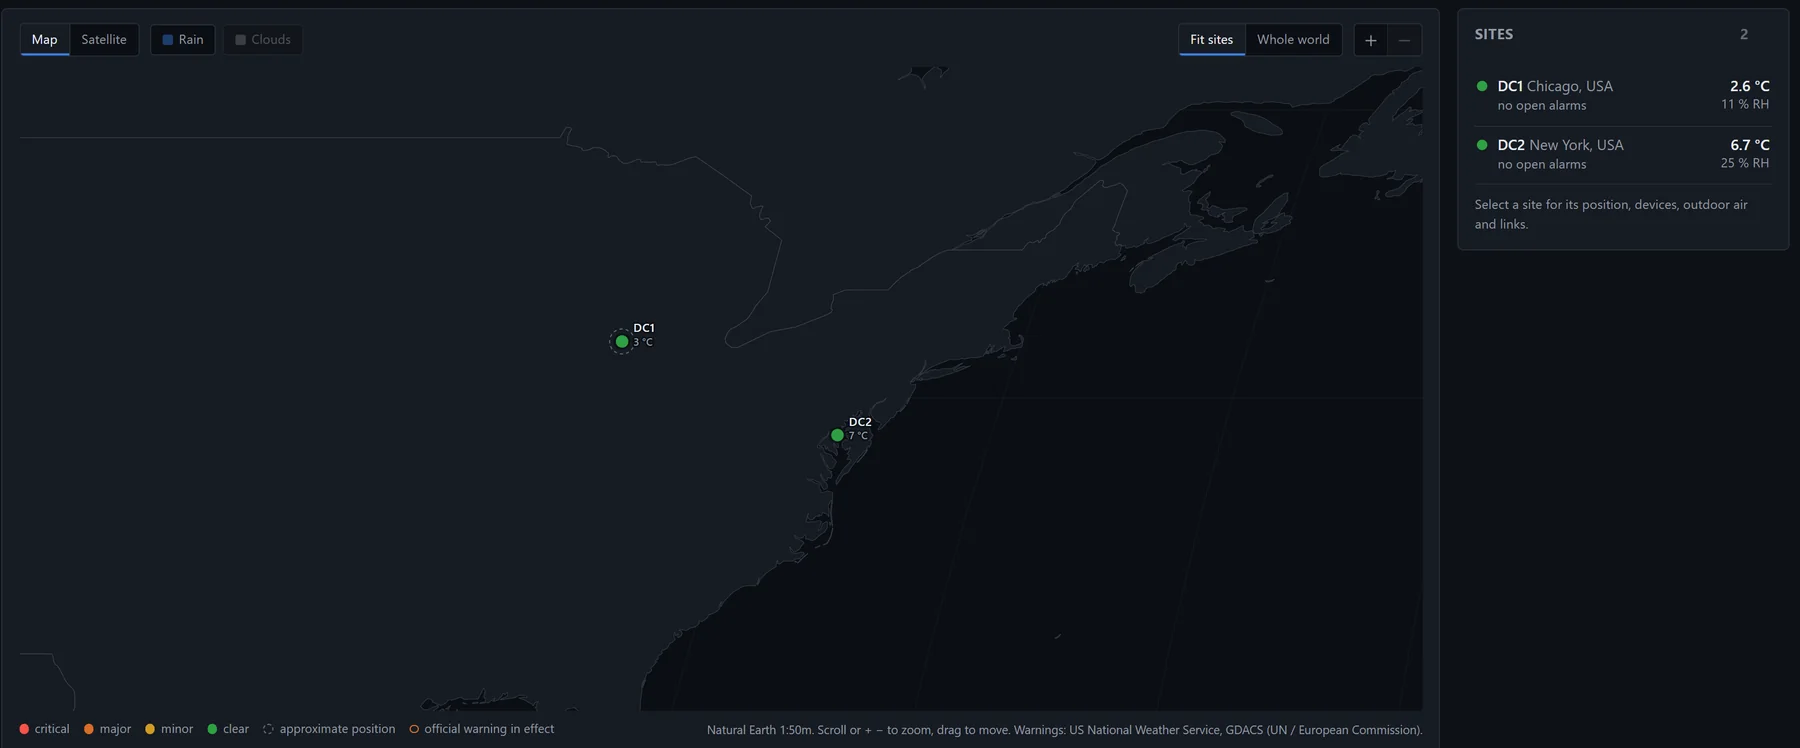 Map Satellite Rain Clouds Fit sites Whole world + −
SITES 2
DC1 Chicago, USA 2.6 °C
no open alarms 11 % RH
DC2 New York, USA 6.7 °C
no open alarms 25 % RH
Select a site for its position, devices, outdoor air
and links.
DC1
3 °C
DC2
7 °C
critical major minor clear approximate position official warning in effect
Natural Earth 1:50m. Scroll or + − to zoom, drag to move. Warnings: US National Weather Service, GDACS (UN / European Commission).